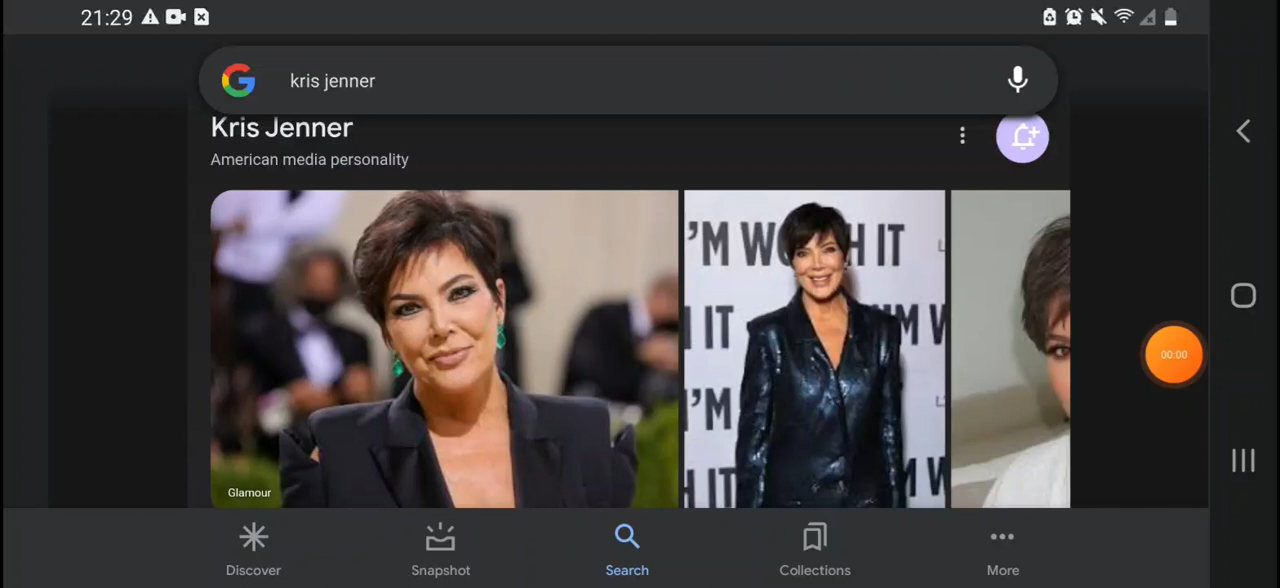 21:29
kris jenner
Kris Jenner
American media personality
'M WO H IT
IT
M W
'M
H IT
M W
Glamour
00:00
Discover
Snapshot
Search
Collections
More